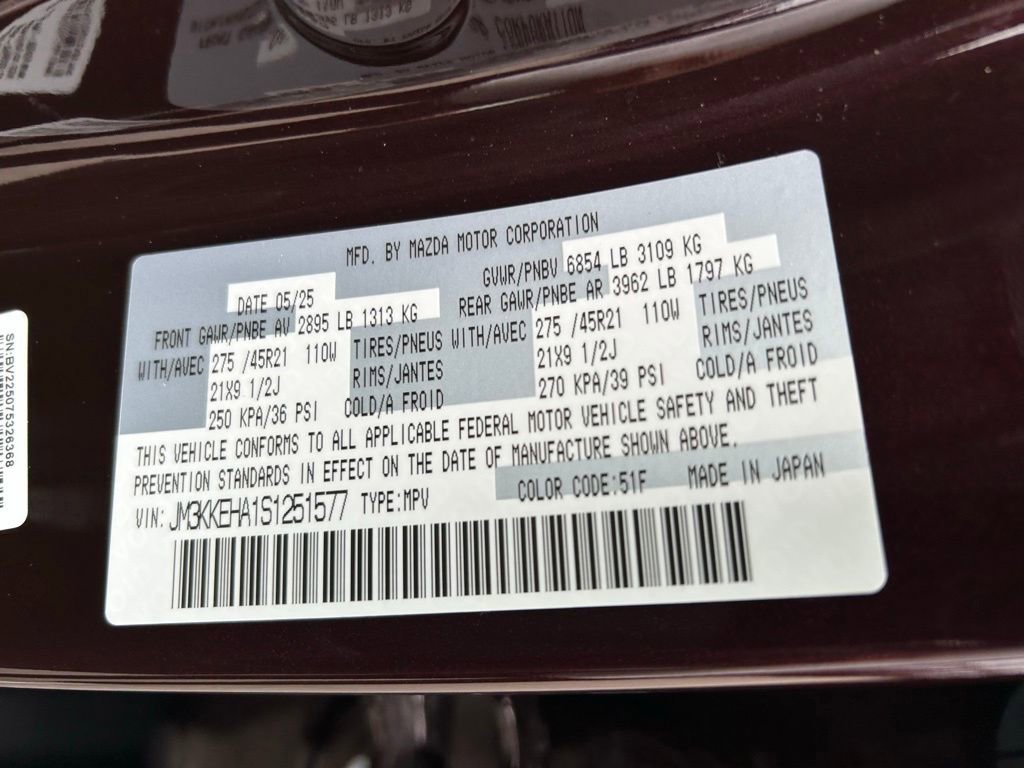 MFD. BY MAZDA MOTOR CORPORATION
DATE 05/25 GVWR/PNBV 6854 LB 3109 KG
FRONT GAWR/PNBE AV 2895 LB 1313 KG REAR GAWR/PNBE AR 3962 LB 1797 KG
WITH/AVEC 275 /45R21 110W TIRES/PNEUS WITH/AVEC 275 /45R21 110W TIRES/PNEUS
21X9 1/2J RIMS/JANTES 21X9 1/2J RIMS/JANTES
250 KPA/36 PSI COLD/A FROID 270 KPA/39 PSI COLD/A FROID
THIS VEHICLE CONFORMS TO ALL APPLICABLE FEDERAL MOTOR VEHICLE SAFETY AND THEFT
PREVENTION STANDARDS IN EFFECT ON THE DATE OF MANUFACTURE SHOWN ABOVE.
COLOR CODE:51F MADE IN JAPAN
VIN: JM3KKEHA1S1251577 TYPE:MPV
SN:BV225075326368